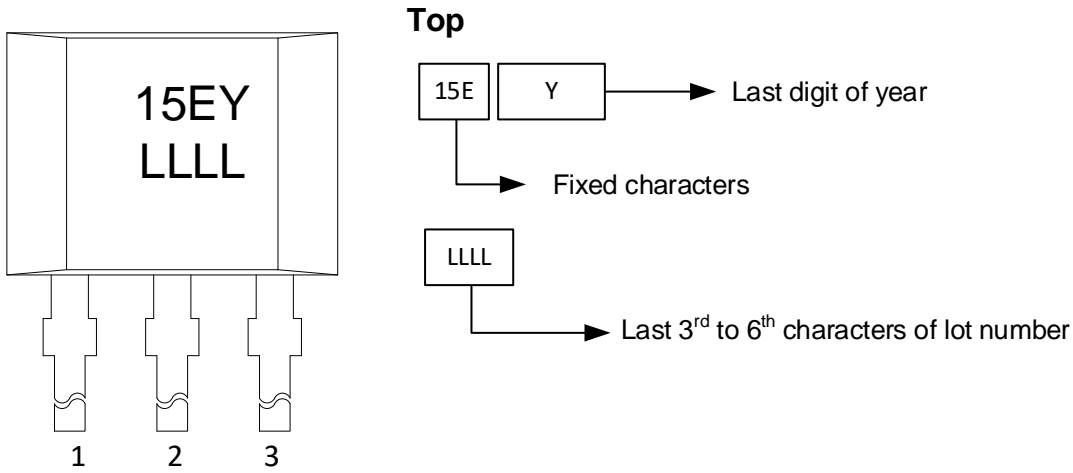 15EY
LLLL
1 2 3
Top
15E Y Last digit of year
Fixed characters
LLLL
Last 3rd to 6th characters of lot number